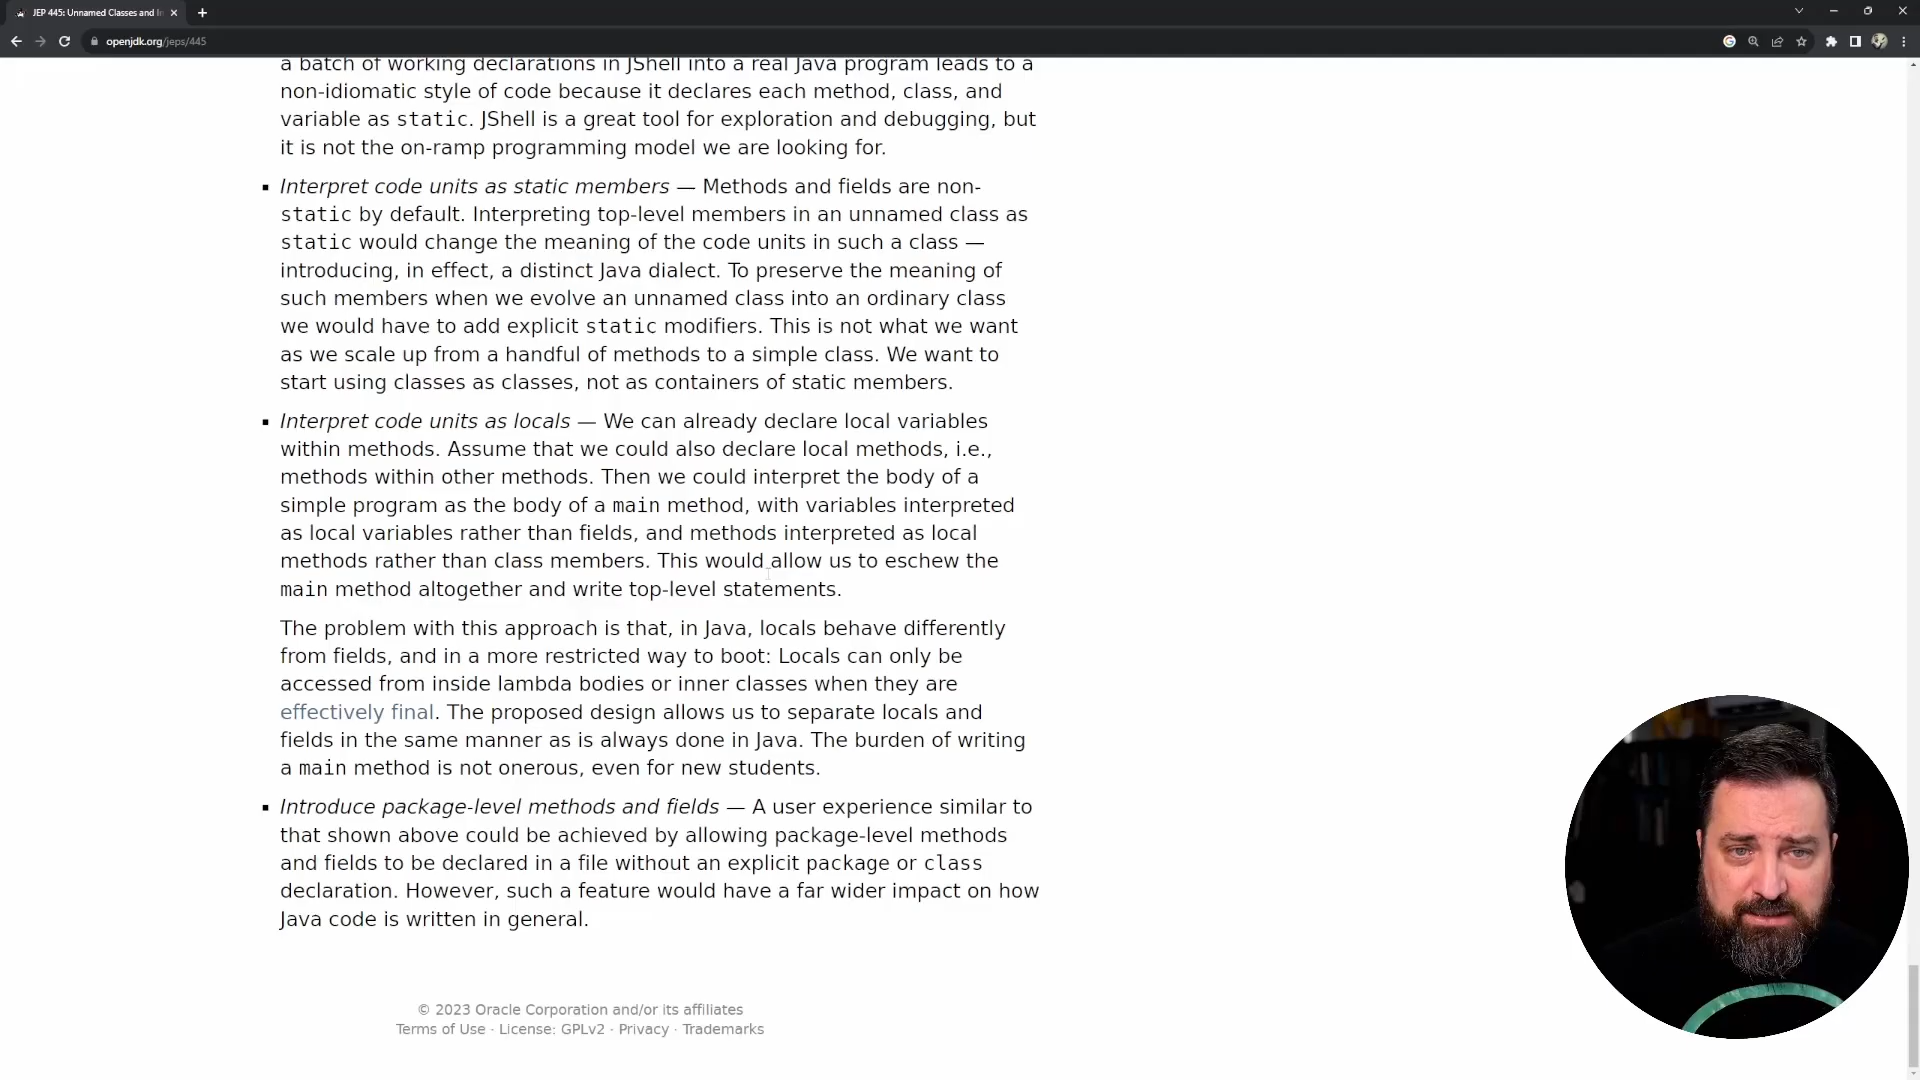 JEP 445: Unnamed Classes and In
openjdk.org/jeps/445
a batch of working declarations in JShell into a real Java program leads to a
non-idiomatic style of code because it declares each method, class, and
variable as static. JShell is a great tool for exploration and debugging, but
it is not the on-ramp programming model we are looking for.
▪ Interpret code units as static members — Methods and fields are non-
static by default. Interpreting top-level members in an unnamed class as
static would change the meaning of the code units in such a class —
introducing, in effect, a distinct Java dialect. To preserve the meaning of
such members when we evolve an unnamed class into an ordinary class
we would have to add explicit static modifiers. This is not what we want
as we scale up from a handful of methods to a simple class. We want to
start using classes as classes, not as containers of static members.
▪ Interpret code units as locals — We can already declare local variables
within methods. Assume that we could also declare local methods, i.e.,
methods within other methods. Then we could interpret the body of a
simple program as the body of a main method, with variables interpreted
as local variables rather than fields, and methods interpreted as local
methods rather than class members. This would allow us to eschew the
main method altogether and write top-level statements.
The problem with this approach is that, in Java, locals behave differently
from fields, and in a more restricted way to boot: Locals can only be
accessed from inside lambda bodies or inner classes when they are
effectively final. The proposed design allows us to separate locals and
fields in the same manner as is always done in Java. The burden of writing
a main method is not onerous, even for new students.
▪ Introduce package-level methods and fields — A user experience similar to
that shown above could be achieved by allowing package-level methods
and fields to be declared in a file without an explicit package or class
declaration. However, such a feature would have a far wider impact on how
Java code is written in general.
© 2023 Oracle Corporation and/or its affiliates
Terms of Use · License: GPLv2 · Privacy · Trademarks